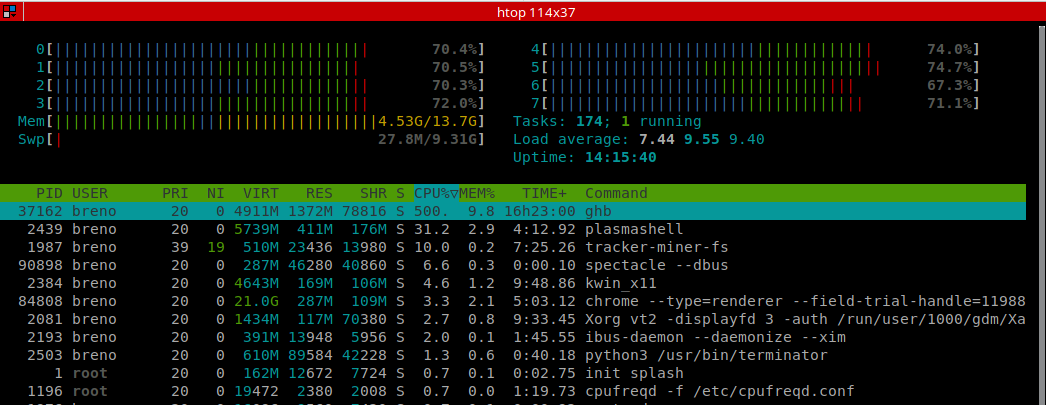 htop 114x37
0[ 70.4%] 4[ 74.0%]
1[ 70.5%] 5[ 74.7%]
2[ 70.3%] 6[ 67.3%]
3[ 72.0%] 7[ 71.1%]
Mem[ 4.53G/13.7G] Tasks: 174; 1 running
Swp[ 27.8M/9.31G] Load average: 7.44 9.55 9.40
Uptime: 14:15:40
PID USER PRI NI VIRT RES SHR S CPU%▽MEM% TIME+ Command
37162 breno 20 0 4911M 1372M 78816 S 500. 9.8 16h23:00 ghb
2439 breno 20 0 5739M 411M 176M S 31.2 2.9 4:12.92 plasmashell
1987 breno 39 19 510M 23436 13980 S 10.0 0.2 7:25.26 tracker-miner-fs
90898 breno 20 0 287M 46280 40860 S 6.6 0.3 0:00.10 spectacle --dbus
2384 breno 20 0 4643M 169M 106M S 4.6 1.2 9:48.86 kwin_x11
84808 breno 20 0 21.0G 287M 109M S 3.3 2.1 5:03.12 chrome --type=renderer --field-trial-handle=11988
2081 breno 20 0 1434M 117M 70380 S 2.7 0.8 9:33.45 Xorg vt2 -displayfd 3 -auth /run/user/1000/gdm/Xa
2193 breno 20 0 391M 13948 5956 S 2.0 0.1 1:45.55 ibus-daemon --daemonize --xim
2503 breno 20 0 610M 89584 42228 S 1.3 0.6 0:40.18 python3 /usr/bin/terminator
1 root 20 0 162M 12672 7724 S 0.7 0.1 0:02.75 init splash
1196 root 20 0 19472 2380 2008 S 0.7 0.0 1:19.73 cpufreqd -f /etc/cpufreqd.conf